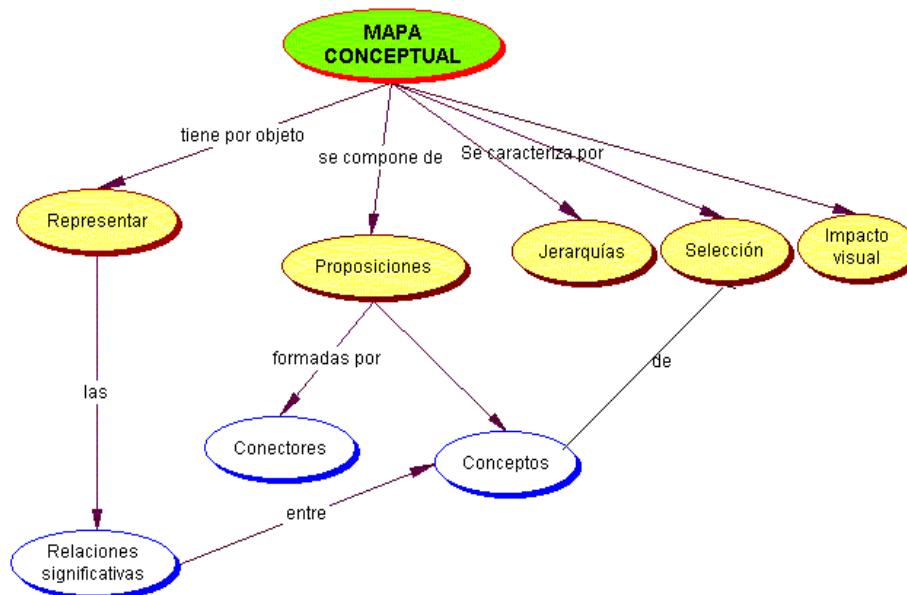 MAPA
CONCEPTUAL
tiene por objeto
se compone de
Se caracteriza por
Representar
Proposiciones
Jerarquías
Selección
Impacto
visual
formadas por
de
las
Conectores
Conceptos
entre
Relaciones
significativas